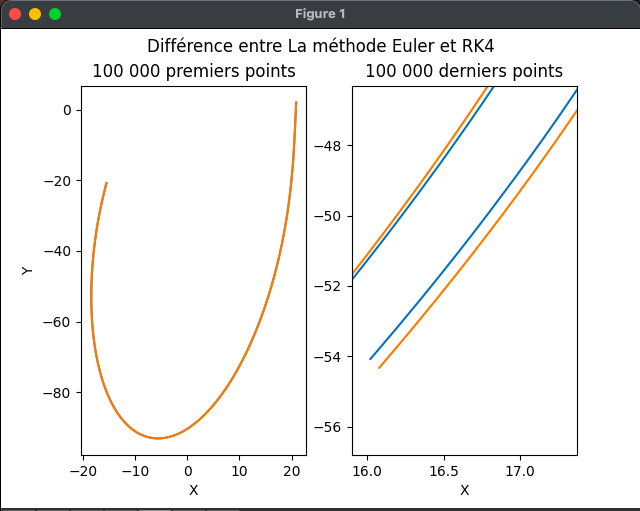 Figure 1
Différence entre La méthode Euler et RK4
100 000 premiers points
100 000 derniers points
0
−20
−40
−60
−80
Y
−20
−10
0
10
20
X
−48
−50
−52
−54
−56
16.0
16.5
17.0
X